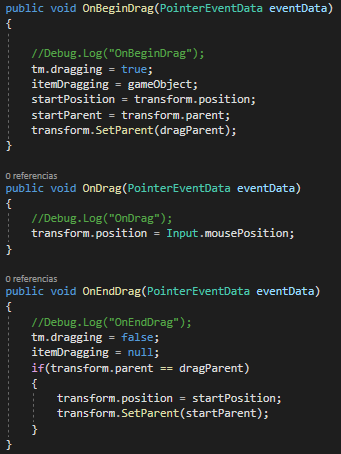 public void OnBeginDrag(PointerEventData eventData)
{
//Debug.Log("OnBeginDrag");
tm.dragging = true;
itemDragging = gameObject;
startPosition = transform.position;
startParent = transform.parent;
transform.SetParent(dragParent);
}
0 referencias
public void OnDrag(PointerEventData eventData)
{
//Debug.Log("OnDrag");
transform.position = Input.mousePosition;
}
0 referencias
public void OnEndDrag(PointerEventData eventData)
{
//Debug.Log("OnEndDrag");
tm.dragging = false;
itemDragging = null;
if(transform.parent == dragParent)
{
transform.position = startPosition;
transform.SetParent(startParent);
}
}